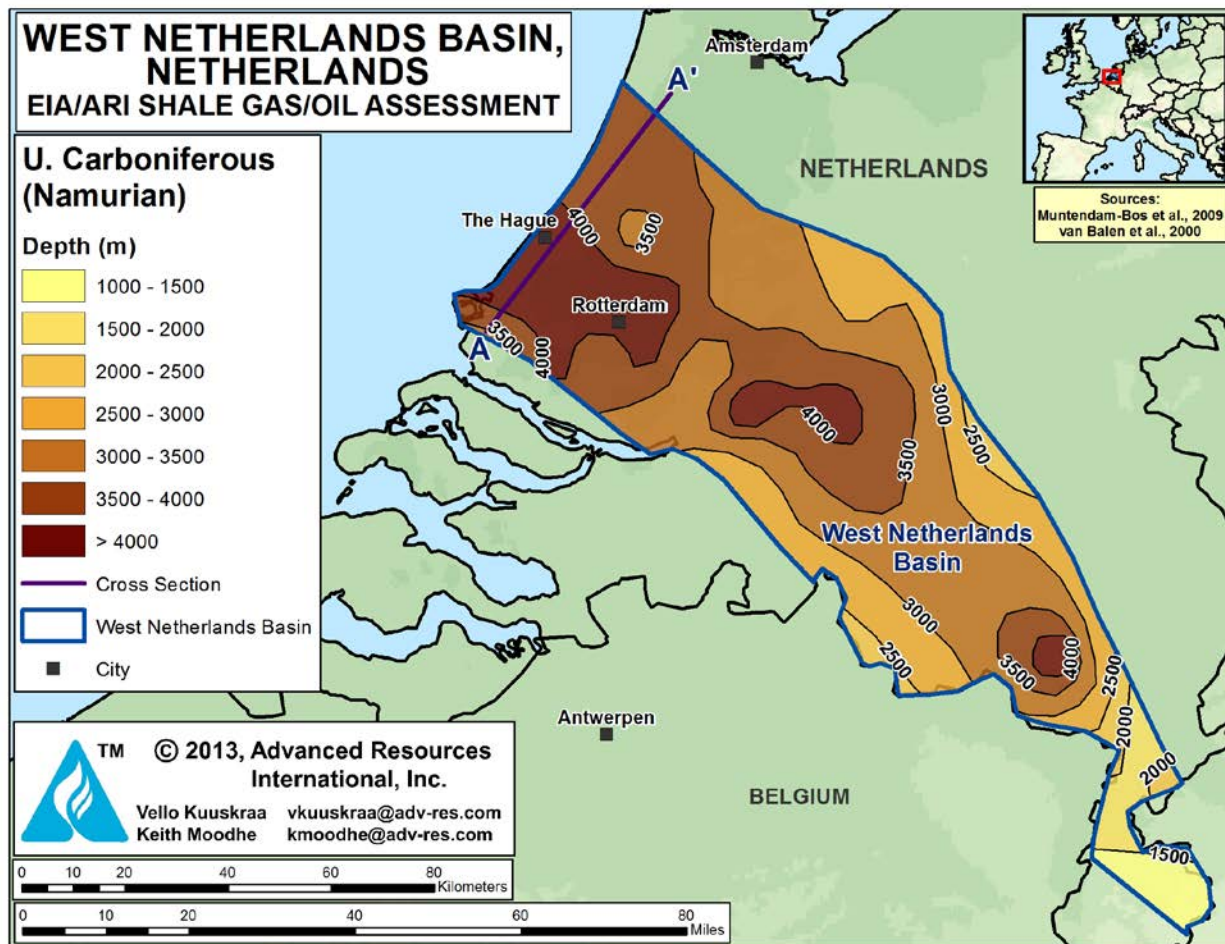 WEST NETHERLANDS BASIN,
NETHERLANDS
EIA/ARI SHALE GAS/OIL ASSESSMENT
U. Carboniferous
(Namurian)
Depth (m)
1000 - 1500
1500 - 2000
2000 - 2500
2500 - 3000
3000 - 3500
3500 - 4000
> 4000
Cross Section
West Netherlands Basin
City
Amsterdam
A'
NETHERLANDS
Sources:
Muntendam-Bos et al., 2009
van Balen et al., 2000
The Hague
4000
3500
Rotterdam
A
3500
4000
4000
3000
2500
3500
West Netherlands
Basin
3000
2500
3500
4000
2500
2000
2000
1500
Antwerpen
BELGIUM
TM
© 2013, Advanced Resources
International, Inc.
Vello Kuuskraa vkuuskraa@adv-res.com
Keith Moodhe kmoodhe@adv-res.com
0 10 20 40 60 80
Kilometers
0 10 20 40 60 80
Miles